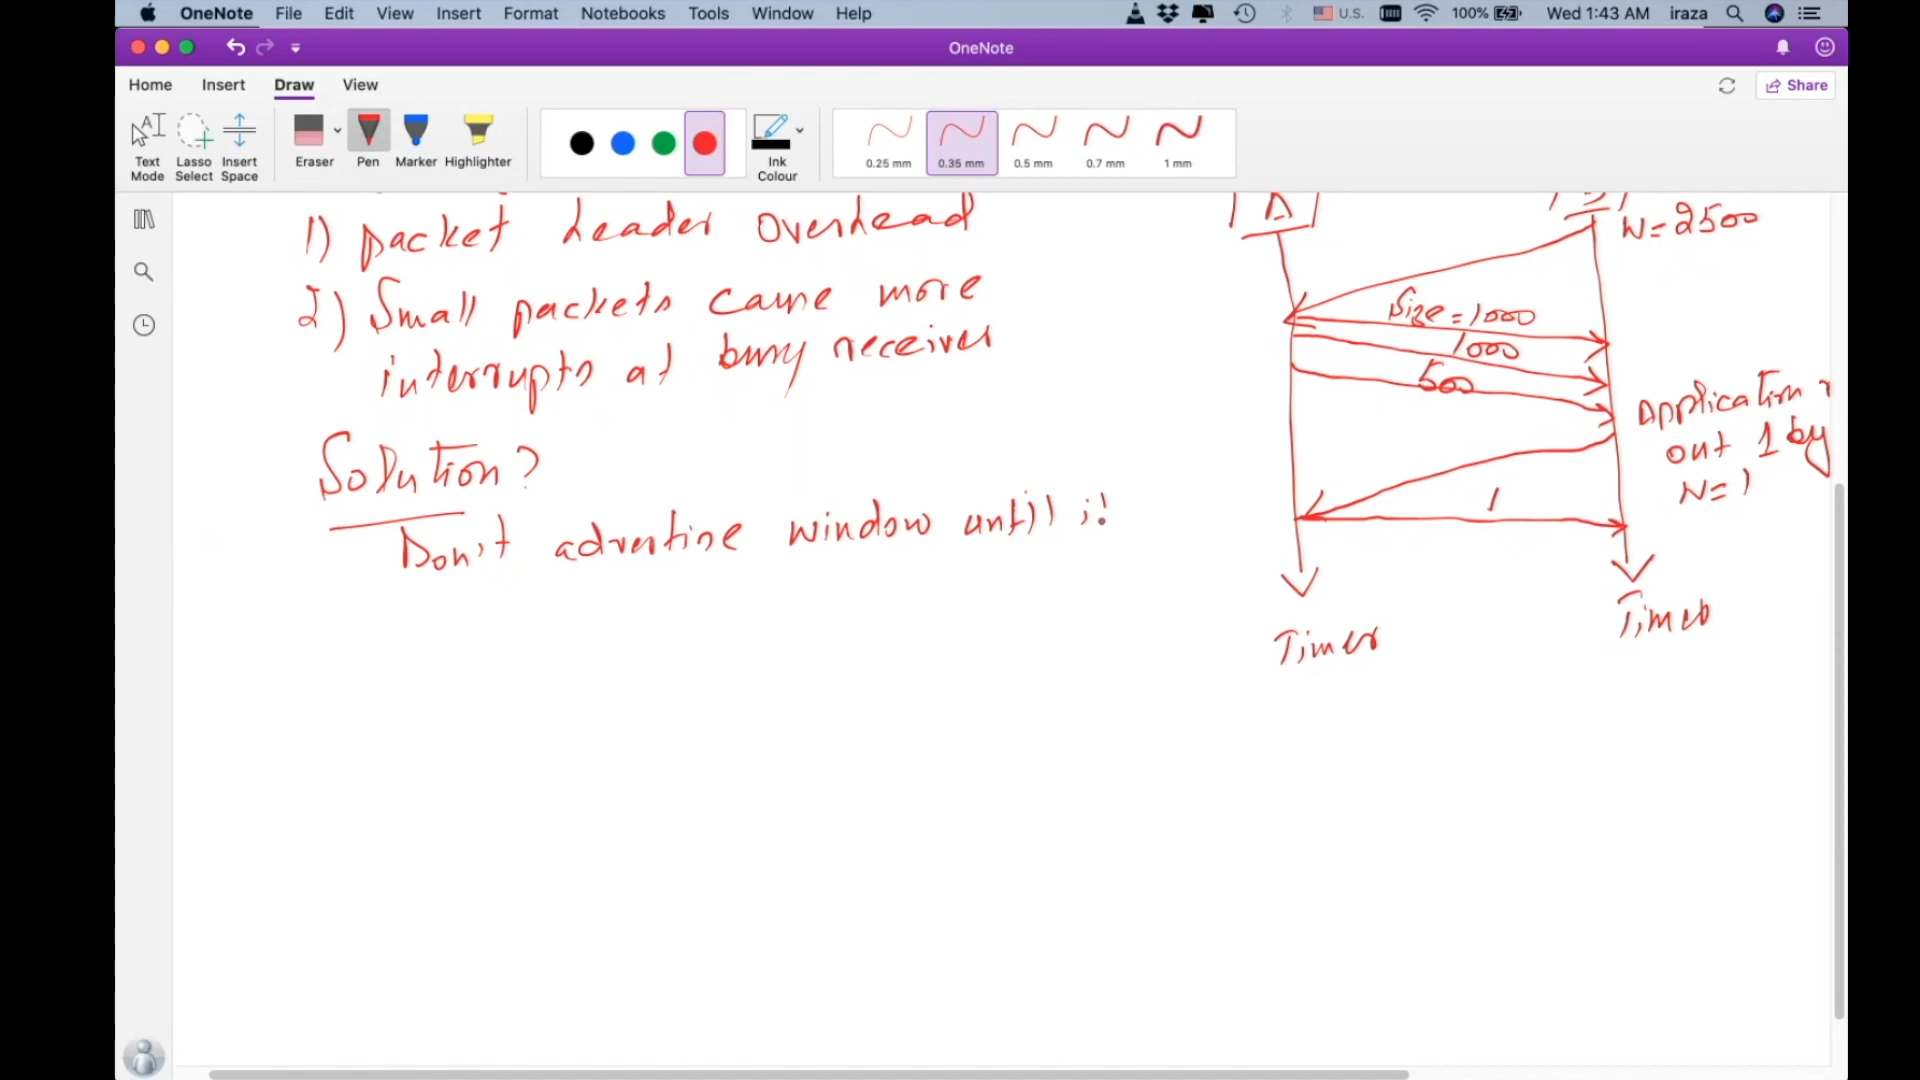 OneNote File Edit View Insert Format Notebooks Tools Window Help U.S. 100% Wed 1:43 AM iraza
OneNote
Home Insert Draw View Share
Text Mode
Lasso Select
Insert Space
Eraser
Pen
Marker
Highlighter
Ink Colour
0.25 mm
0.35 mm
0.5 mm
0.7 mm
1 mm
1) packet header overhead
2) Small packets cause more
interrupts at busy receiver
Solution?
Don't advertise window until i
A
W=2500
Size=1000
1000
500
Application
out 1 by
W=1
1
Timer
Timer